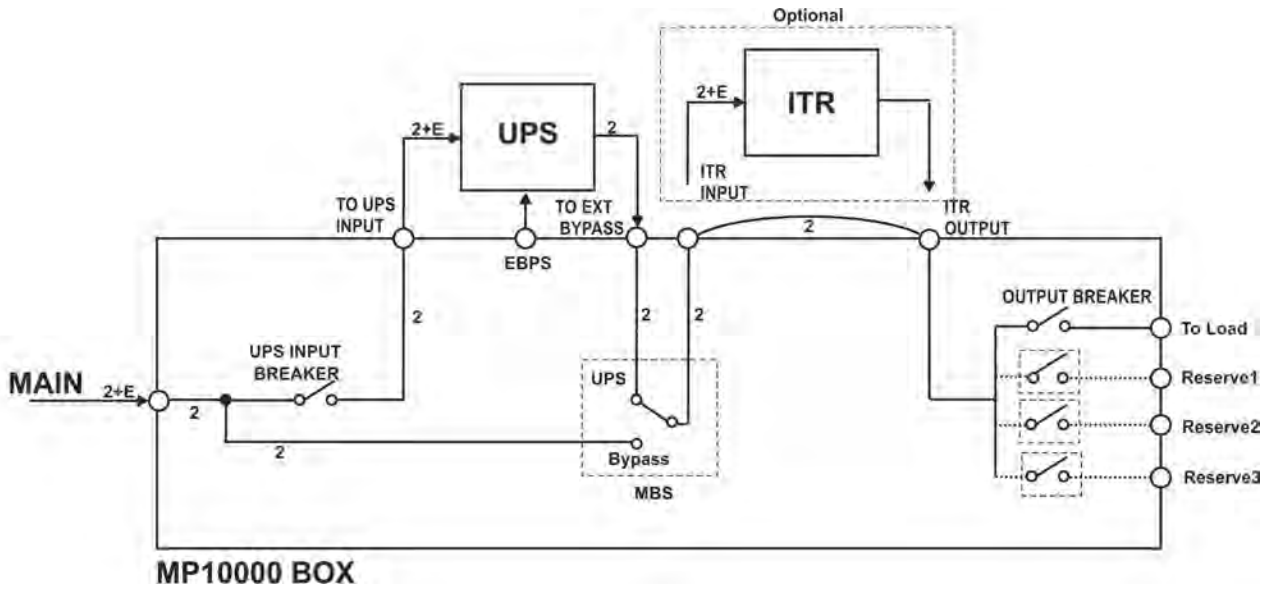 Optional
2+E
ITR
ITR
INPUT
2+E
UPS
2
TO UPS
INPUT
EBPS
TO EXT
BYPASS
2
ITR
OUTPUT
2
2
2
OUTPUT BREAKER
To Load
Reserve1
Reserve2
Reserve3
UPS INPUT
BREAKER
MAIN
2+E
2
2
UPS
Bypass
MBS
MP10000 BOX